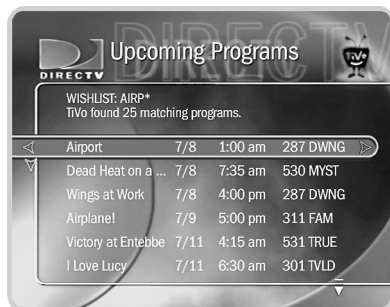 DIRECTV
Upcoming Programs
TiVo
DIRECTV
WISHLIST: AIRP*
TiVo found 25 matching programs.
Airport 7/8 1:00 am 287 DWNG
Dead Heat on a ... 7/8 7:35 am 530 MYST
Wings at Work 7/8 4:00 pm 287 DWNG
Airplane! 7/9 5:00 pm 311 FAM
Victory at Entebbe 7/11 4:15 am 531 TRUE
I Love Lucy 7/11 6:30 am 301 TVLD